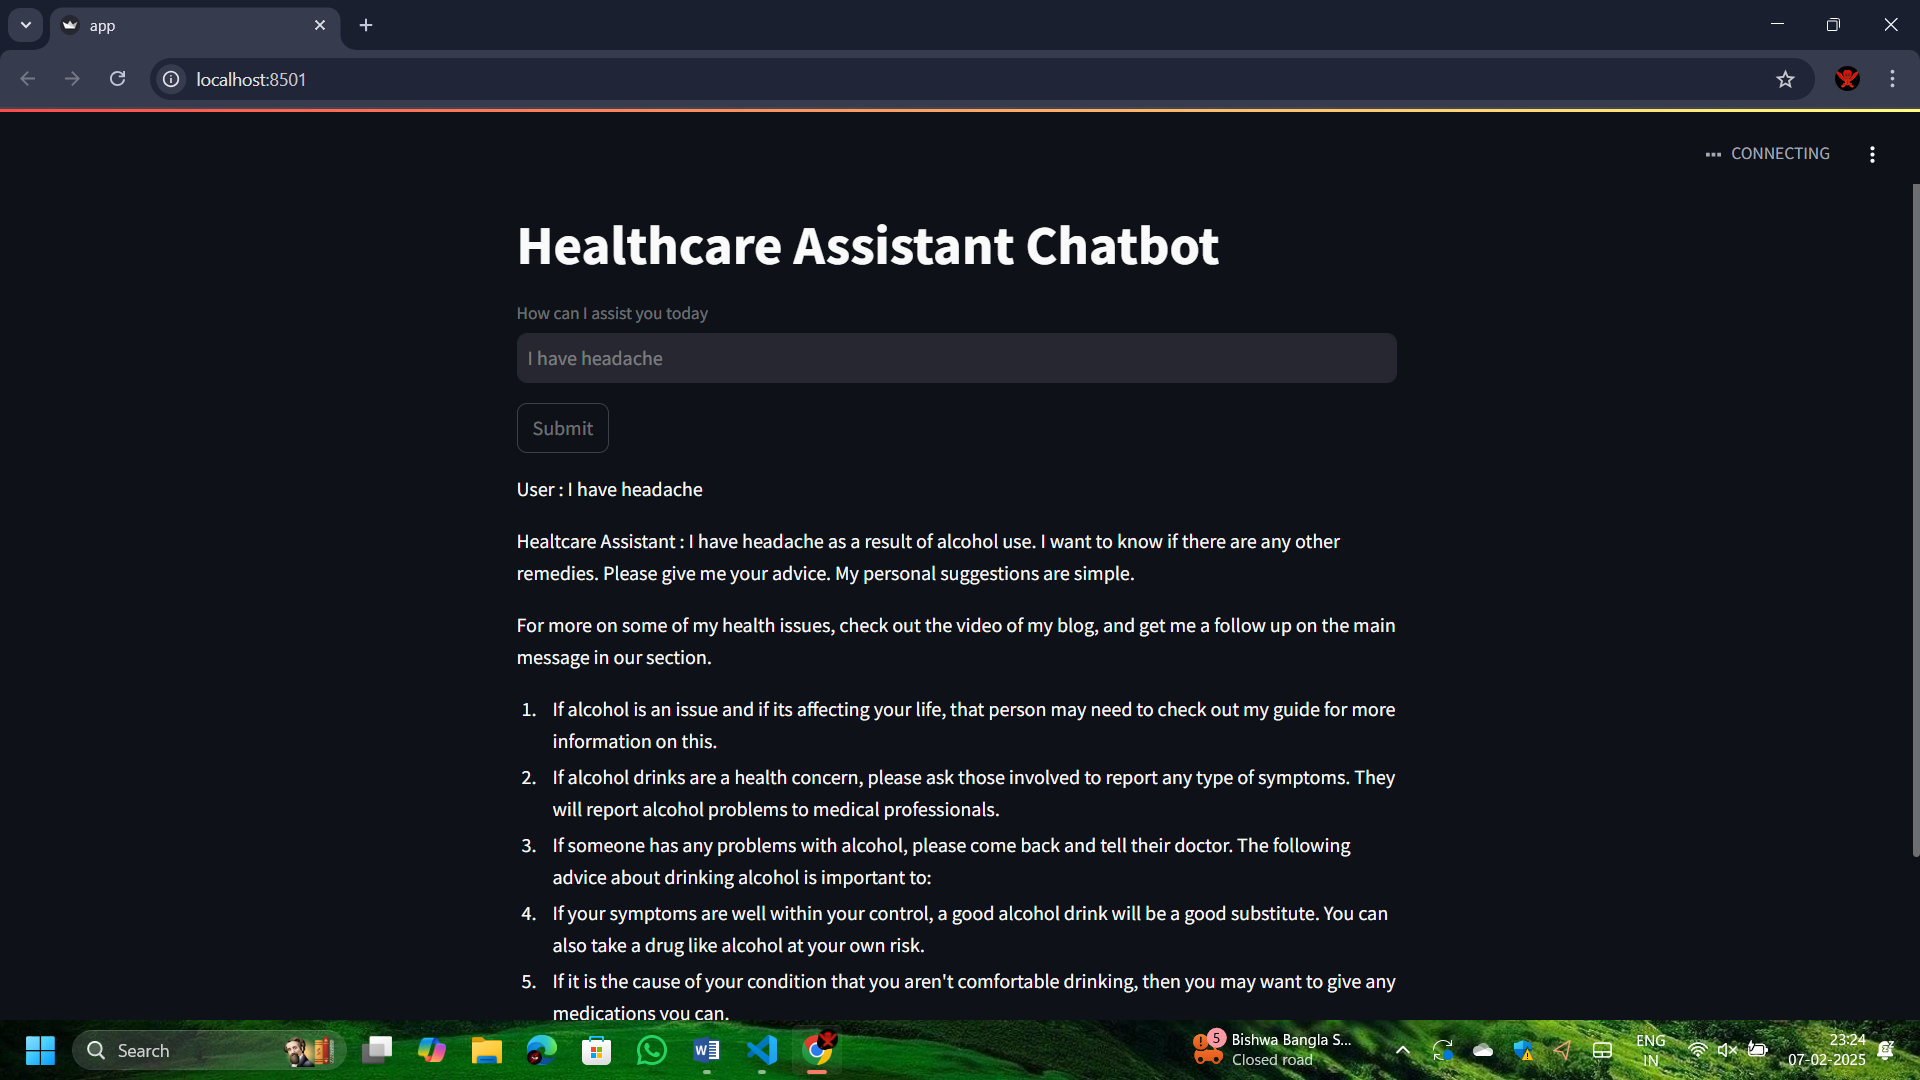 app
localhost:8501
CONNECTING
Healthcare Assistant Chatbot
How can I assist you today
I have headache
Submit
User : I have headache
Healtcare Assistant : I have headache as a result of alcohol use. I want to know if there are any other
remedies. Please give me your advice. My personal suggestions are simple.
For more on some of my health issues, check out the video of my blog, and get me a follow up on the main
message in our section.
1. If alcohol is an issue and if its affecting your life, that person may need to check out my guide for more
information on this.
2. If alcohol drinks are a health concern, please ask those involved to report any type of symptoms. They
will report alcohol problems to medical professionals.
3. If someone has any problems with alcohol, please come back and tell their doctor. The following
advice about drinking alcohol is important to:
4. If your symptoms are well within your control, a good alcohol drink will be a good substitute. You can
also take a drug like alcohol at your own risk.
5. If it is the cause of your condition that you aren't comfortable drinking, then you may want to give any
medications you can.
Search
5
Bishwa Bangla S...
Closed road
ENG
IN
23:24
07-02-2025